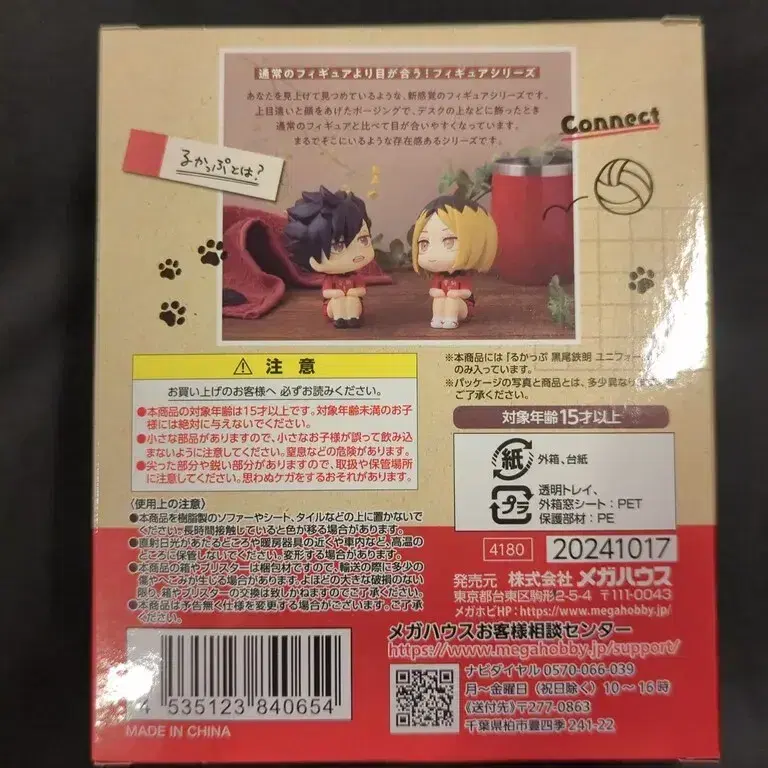 通常のフィギュアより目が合う!フィギュアシリーズ
あなたを見上げて見つめているような、新感覚のフィギュアシリーズです。
上目遣いと顔をあげたポージングで、デスクの上などに飾ったとき
通常のフィギュアと比べて目が合いやすくなっています。
まるでそこにいるような存在感あるシリーズです。
Connect
るかっぷとは?
⚠ 注意
お買い上げのお客様へ 必ずお読みください。
●本商品の対象年齢は15才以上です。対象年齢未満のお子
様には絶対に与えないでください。
●小さな部品がありますので、小さなお子様が誤って飲み込
まないように注意してください。窒息などの危険があります。
●尖った部分や鋭い部分がありますので、取扱や保管場所
に注意してください。思わぬケガをするおそれがあります。
〈使用上の注意〉
●本商品を樹脂製のソファーやシート、タイルなどの上に置かないで
ください。長時間接触していると色が移る場合があります。
●直射日光があたるところや暖房器具の近くや車内など、高温の
ところに保管しないでください。変形する場合があります。
●本商品の箱やブリスターは梱包材ですので、輸送の際に多少の
傷やへこみが生じる場合があります。よほどの大きな破損のない
限り、箱やブリスターの交換は致しかねますのでご了承ください。
●本商品は予告無く仕様を変更する場合がございます。ご了承
ください。
※本商品には「るかっぷ 黒尾鉄朗 ユニフォー
のみ入っています。
※パッケージの写真と商品とは、多少異な
ご了承ください。
対象年齢15才以上
紙 外箱、台紙
プラ 透明トレイ、
外箱窓シート:PET
保護部材:PE
4180 20241017
発売元 株式会社 メガハウス
東京都台東区駒形2-5-4 〒111-0043
メガホビHP:https://www.megahobby.jp/
メガハウスお客様相談センター
https://www.megahobby.jp/support/
ナビダイヤル 0570-066-039
月~金曜日(祝日除く)10~16時
《送付先》〒277-0863
千葉県柏市豊四季241-22
4 535123 840654
MADE IN CHINA